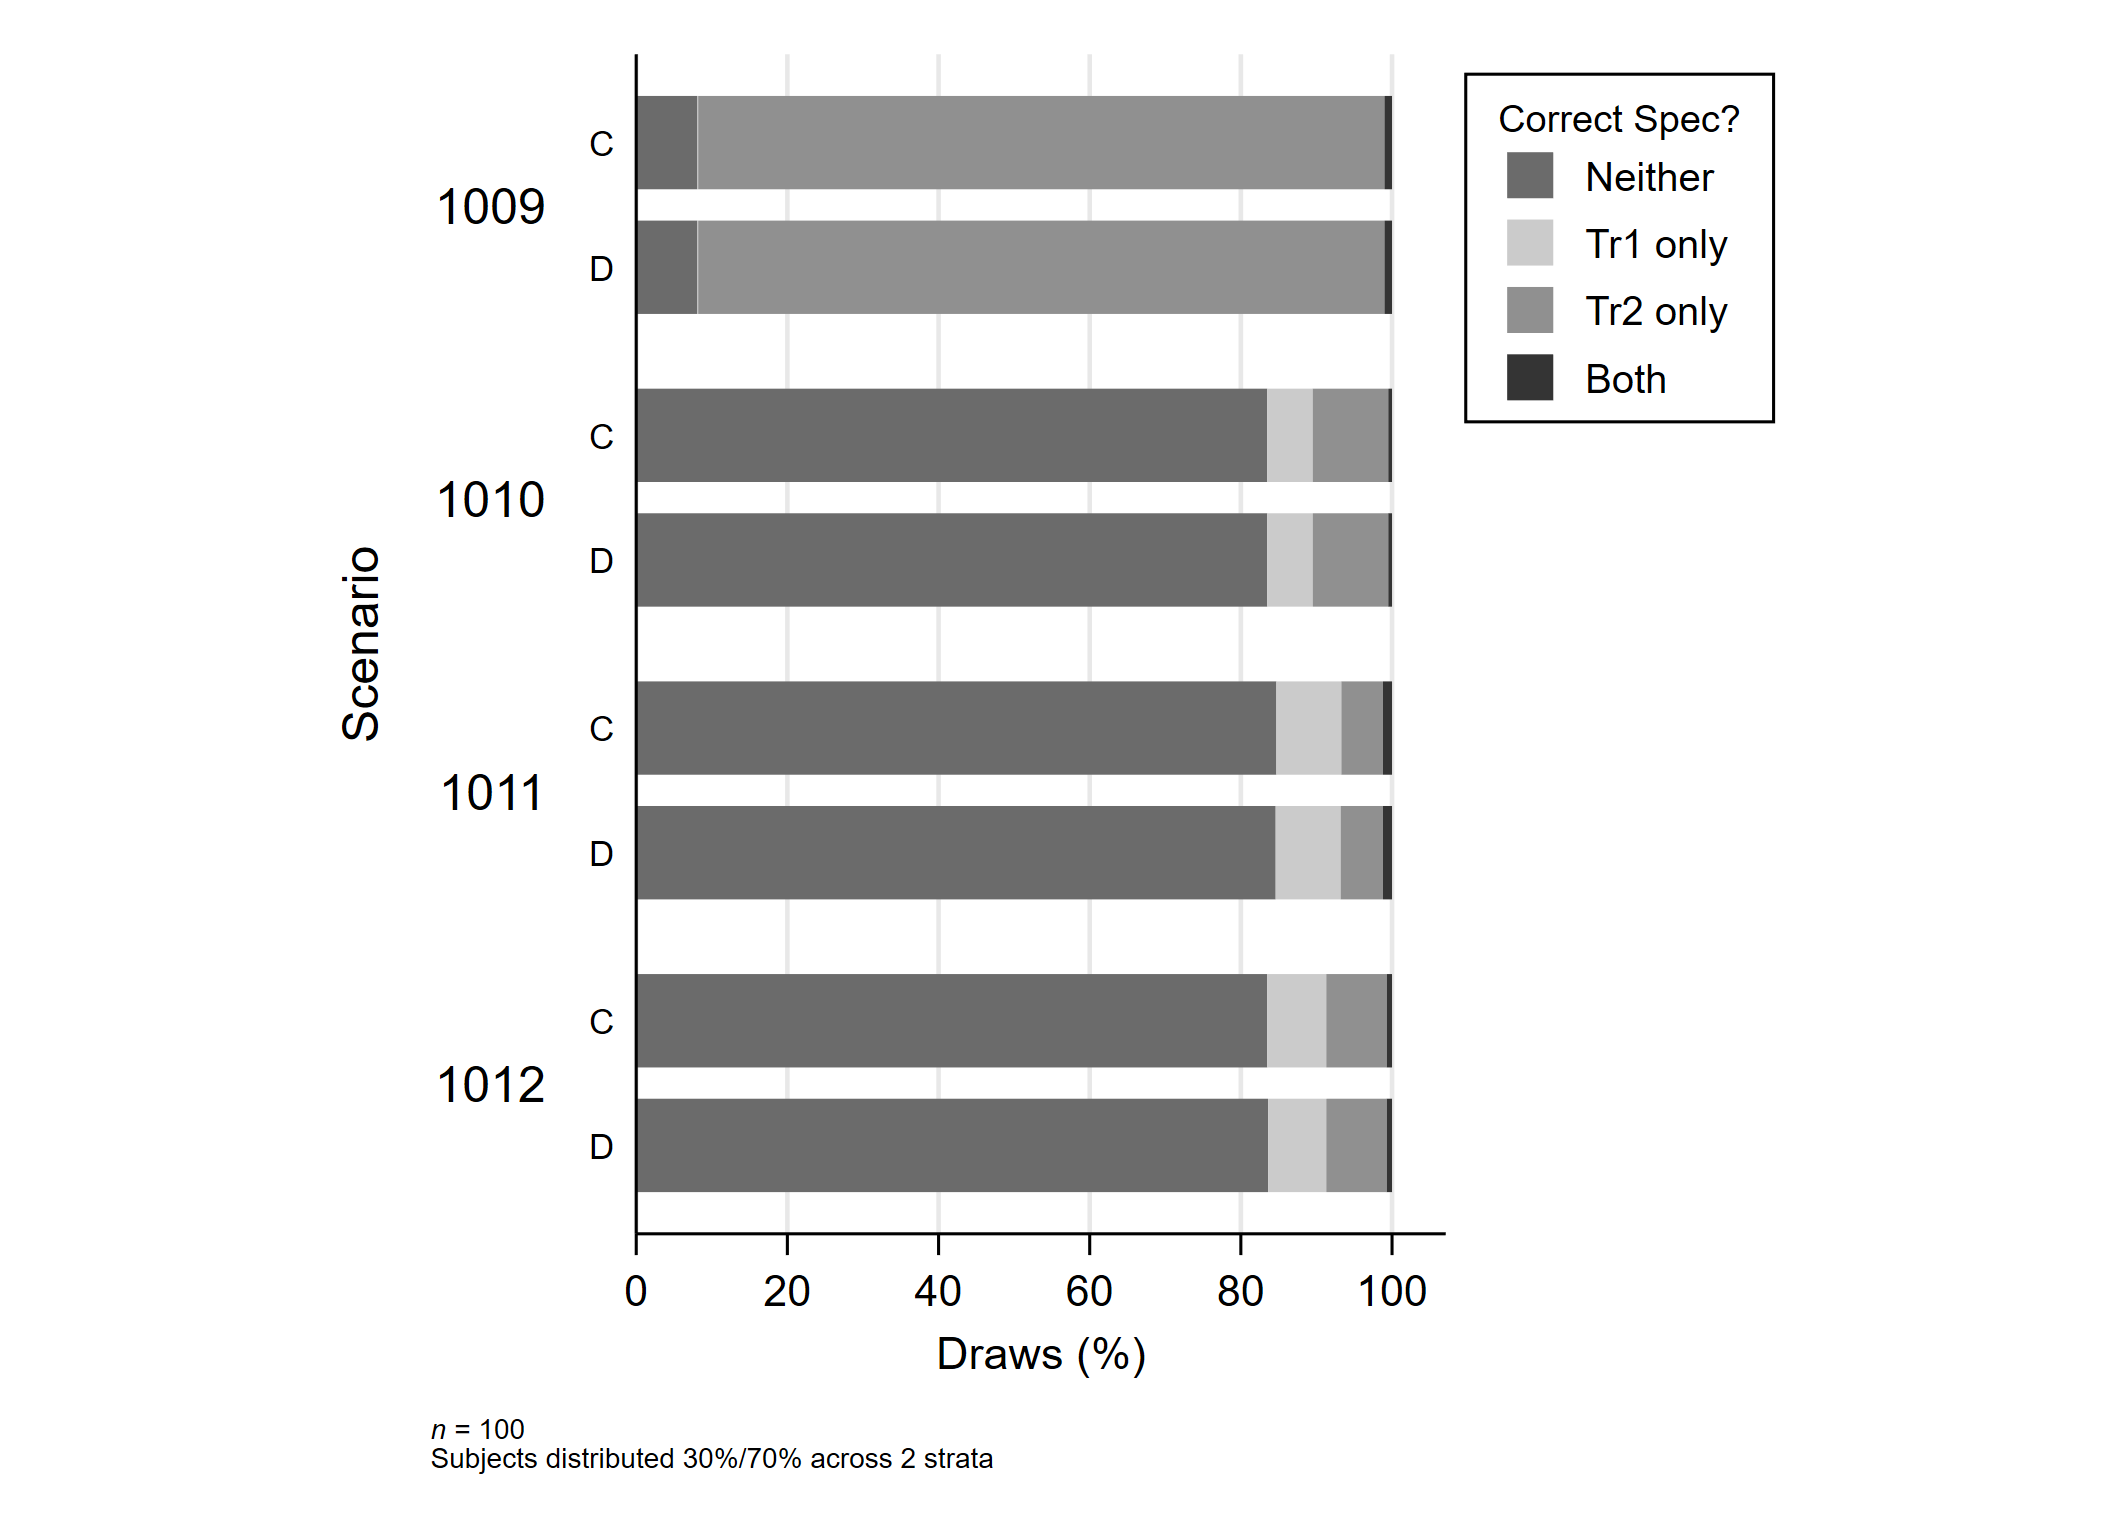 Correct Spec?
Neither
Tr1 only
Tr2 only
Both
Scenario
1009
C
D
1010
C
D
1011
C
D
1012
C
D
0 20 40 60 80 100
Draws (%)
n = 100
Subjects distributed 30%/70% across 2 strata